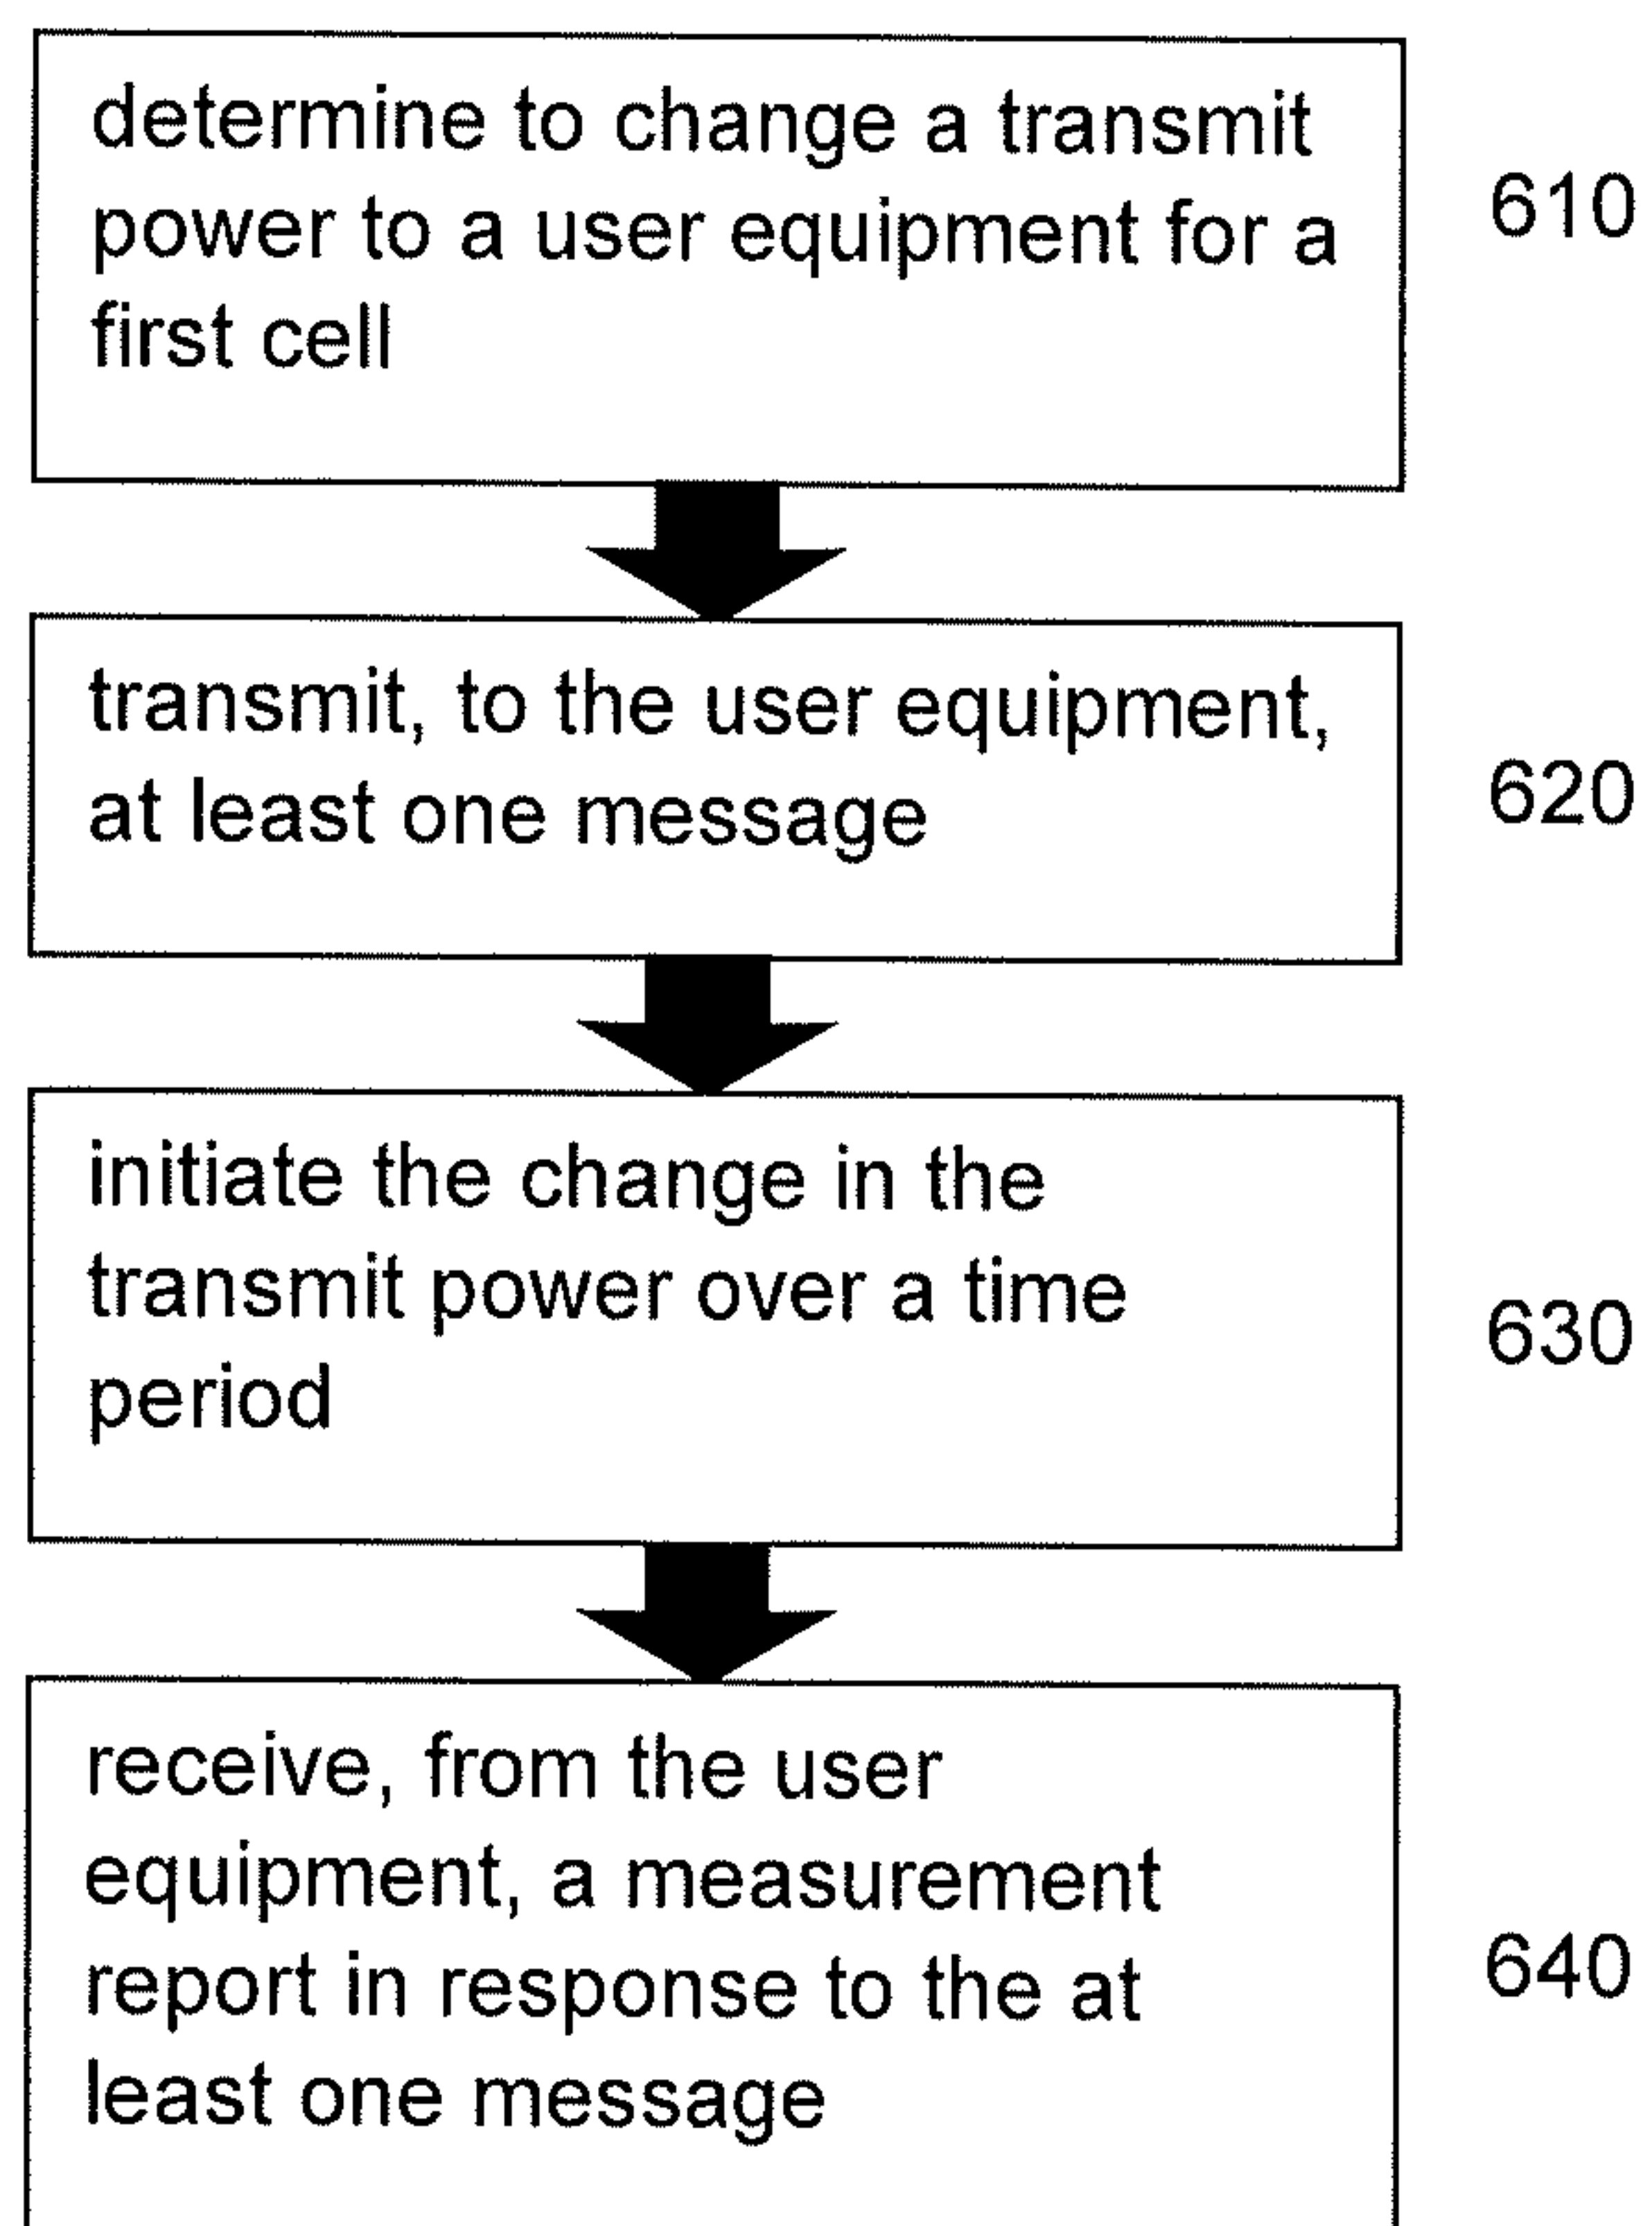 determine to change a transmit
power to a user equipment for a
first cell
610
transmit, to the user equipment,
at least one message
620
initiate the change in the
transmit power over a time
period
630
receive, from the user
equipment, a measurement
report in response to the at
least one message
640